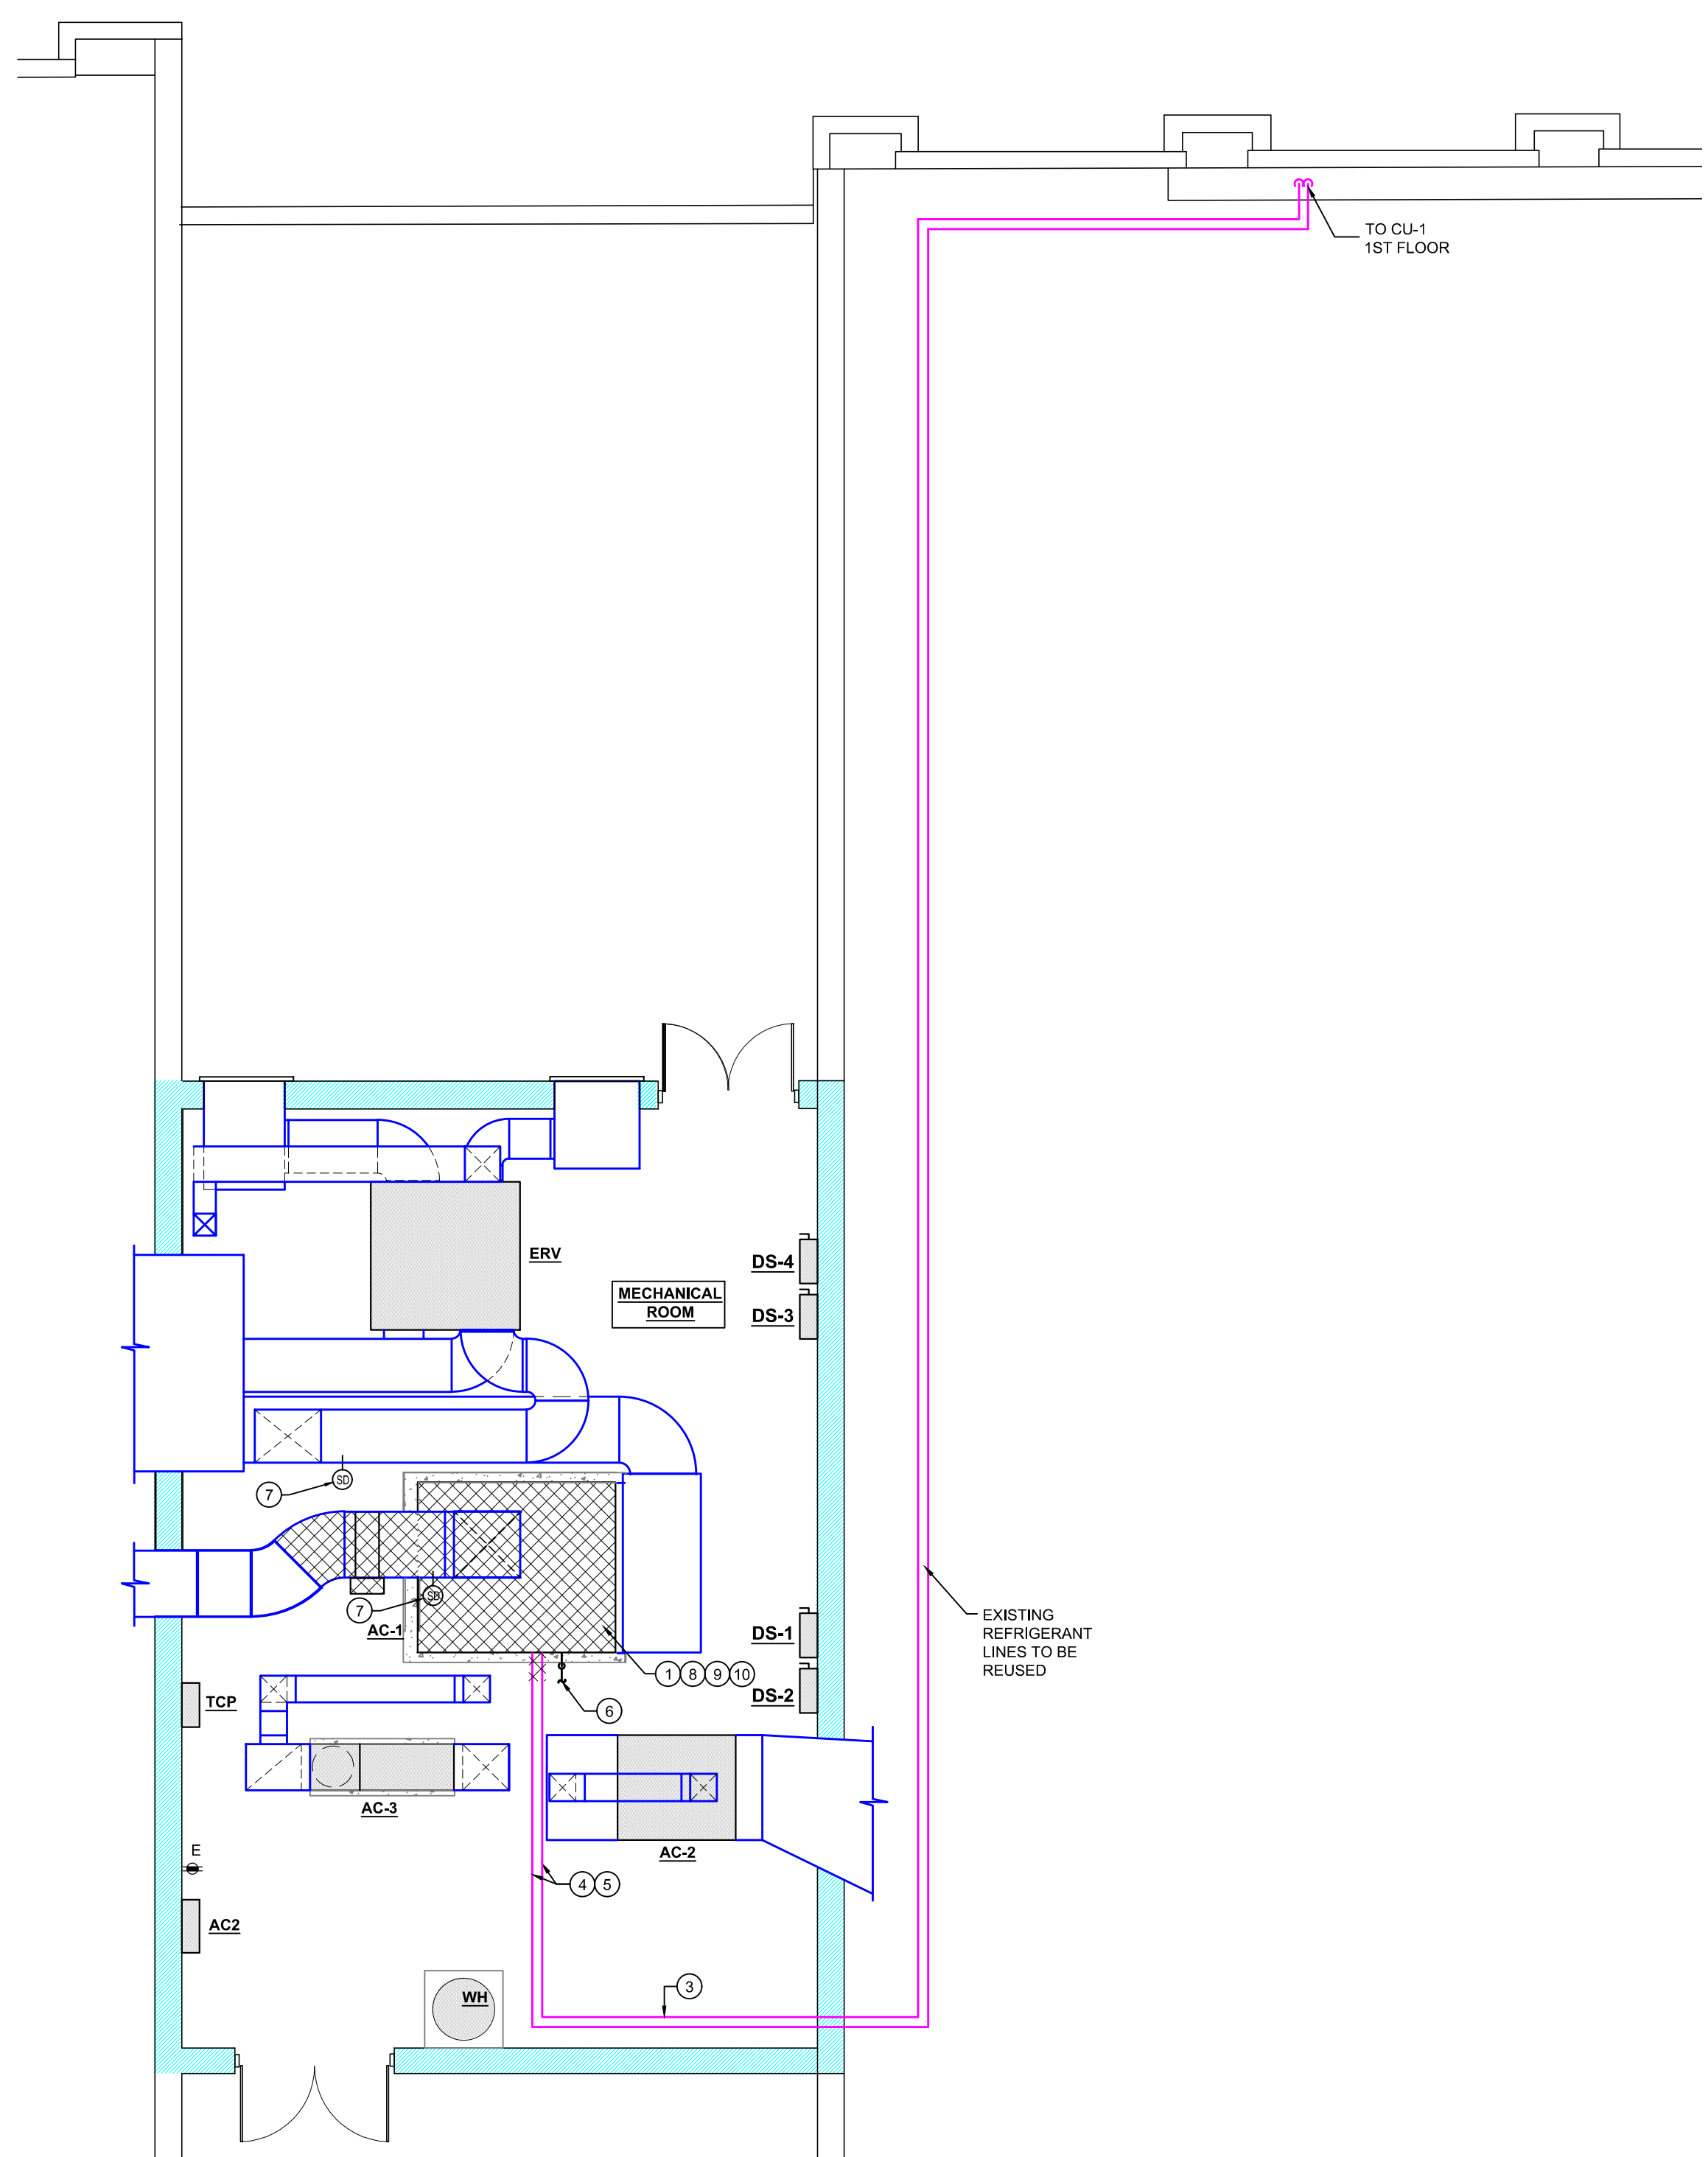 TO CU-1
1ST FLOOR
ERV
DS-4
MECHANICAL
ROOM
DS-3
SD
7
SD
7
AC-1
DS-1
EXISTING
REFRIGERANT
LINES TO BE
REUSED
1 8 9 10
DS-2
TCP
6
AC-3
E
AC-2
4 5
AC2
3
WH